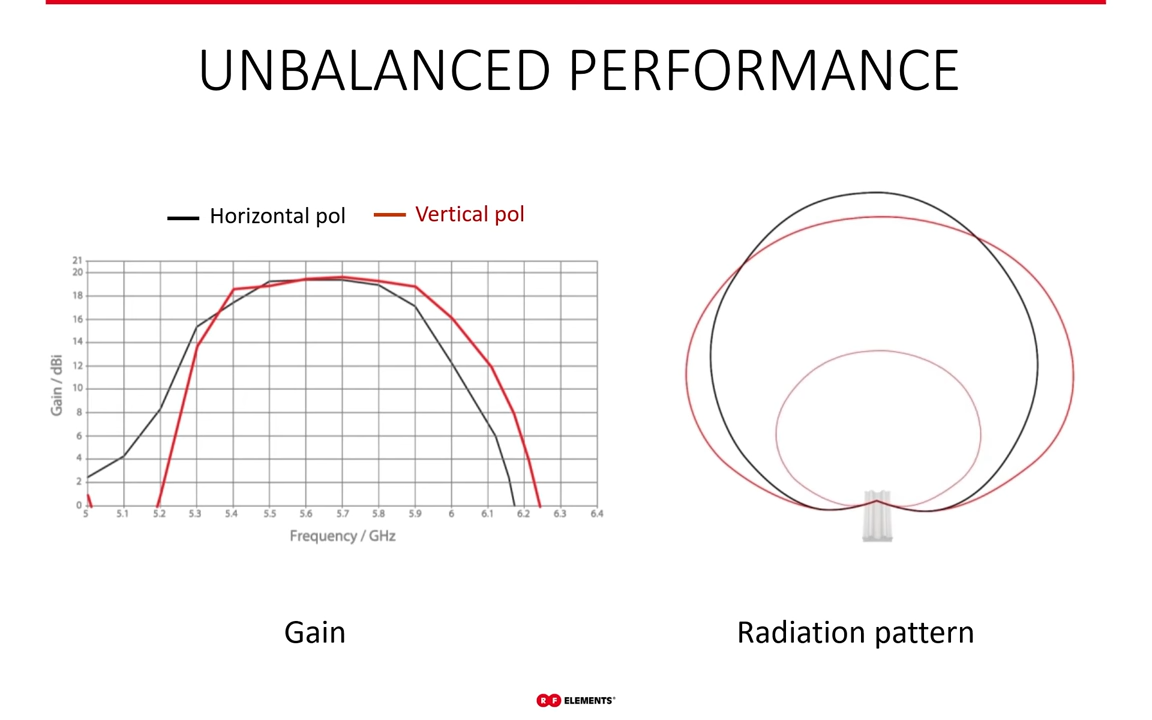 UNBALANCED PERFORMANCE
Horizontal pol
Vertical pol
21
20
18
16
14
12
10
8
6
4
2
0
Gain / dBi
5 5.1 5.2 5.3 5.4 5.5 5.6 5.7 5.8 5.9 6 6.1 6.2 6.3 6.4
Frequency / GHz
Gain
Radiation pattern
RF ELEMENTS®